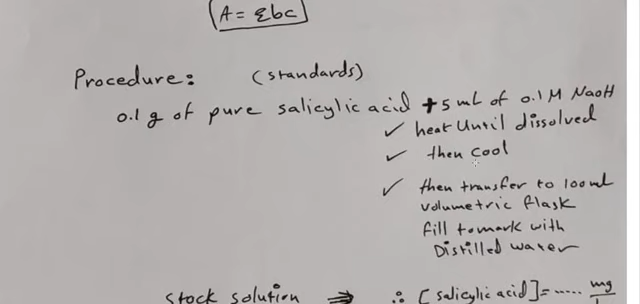 A = Ɛbc
Procedure: (standards)
0.1 g of pure salicylic acid + 5 mL of 0.1 M NaOH
✓ heat Until dissolved
✓ then cool
✓ then transfer to 100 ml
volumetric flask
fill to mark with
Distilled water
stock solution ⇒ ∴ [salicylic acid] = ..... mg/L